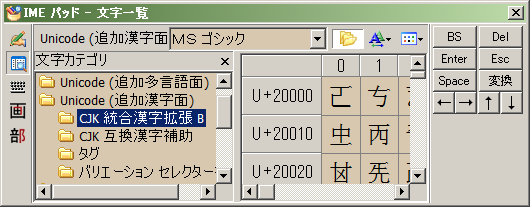 IME パッド - 文字一覧
Unicode (追加漢字面 ＭＳ ゴシック
文字カテゴリ
Unicode (追加多言語面)
Unicode (追加漢字面)
CJK 統合漢字拡張 B
CJK 互換漢字補助
タグ
バリエーション セレクター
画
部
0 1
U+20000 𠀀 𠀁
U+20010 𠀐 𠀑
U+20020 𠀠 𠀡
BS Del
Enter Esc
Space 変換
← → ↑ ↓